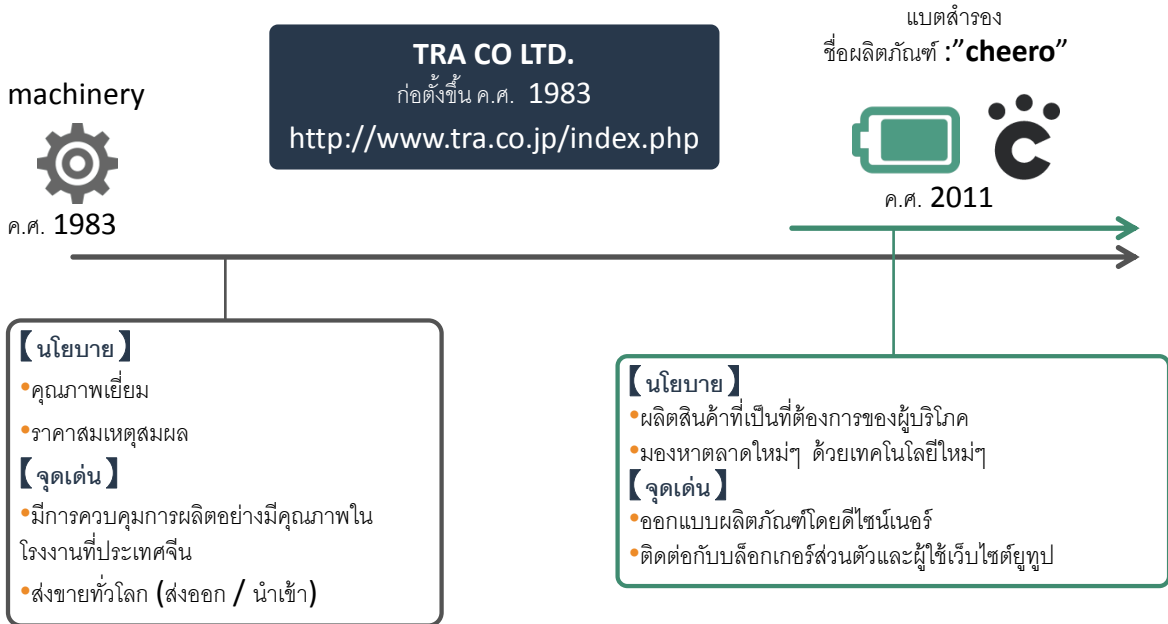 machinery
ค.ศ. 1983
TRA CO LTD.
ก่อตั้งขึ้น ค.ศ. 1983
http://www.tra.co.jp/index.php
แบตสำรอง
ชื่อผลิตภัณฑ์ :”cheero”
ค.ศ. 2011
【นโยบาย】
•คุณภาพเยี่ยม
•ราคาสมเหตุสมผล
【จุดเด่น】
•มีการควบคุมการผลิตอย่างมีคุณภาพใน
โรงงานที่ประเทศจีน
•ส่งขายทั่วโลก (ส่งออก / นำเข้า)
【นโยบาย】
•ผลิตสินค้าที่เป็นที่ต้องการของผู้บริโภค
•มองหาตลาดใหม่ๆ ด้วยเทคโนโลยีใหม่ๆ
【จุดเด่น】
•ออกแบบผลิตภัณฑ์โดยดีไซน์เนอร์
•ติดต่อกับบล็อกเกอร์ส่วนตัวและผู้ใช้เว็บไซต์ยูทูป